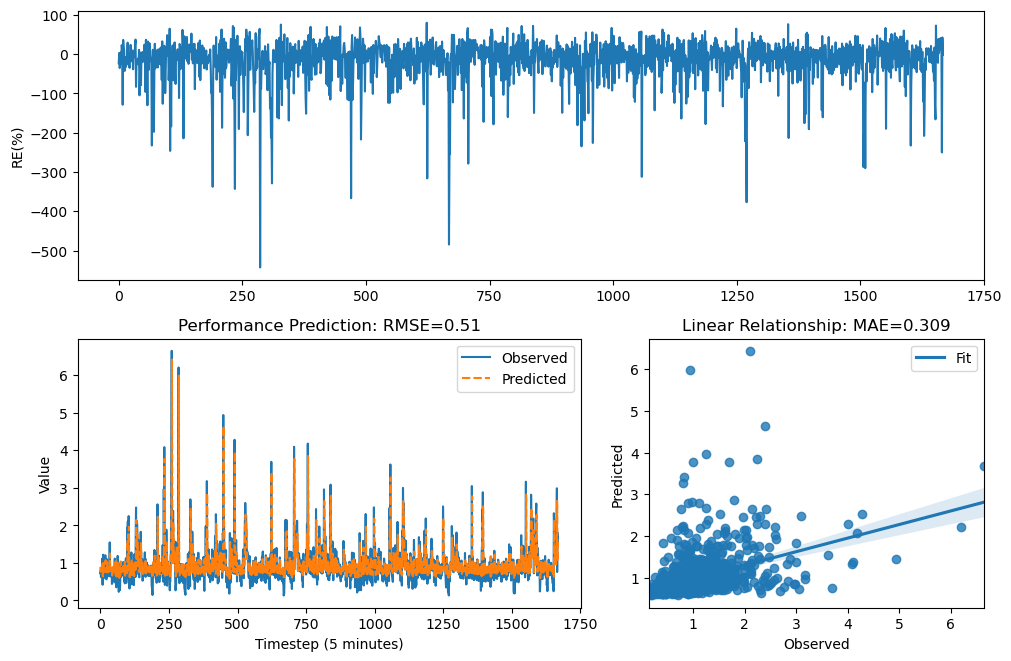 100
0
−100
−200
−300
−400
−500
RE(%)
0 250 500 750 1000 1250 1500 1750
Performance Prediction: RMSE=0.51
Observed
Predicted
6
5
4
3
2
1
0
Value
0 250 500 750 1000 1250 1500 1750
Timestep (5 minutes)
Linear Relationship: MAE=0.309
Fit
6
5
4
3
2
1
Predicted
1 2 3 4 5 6
Observed